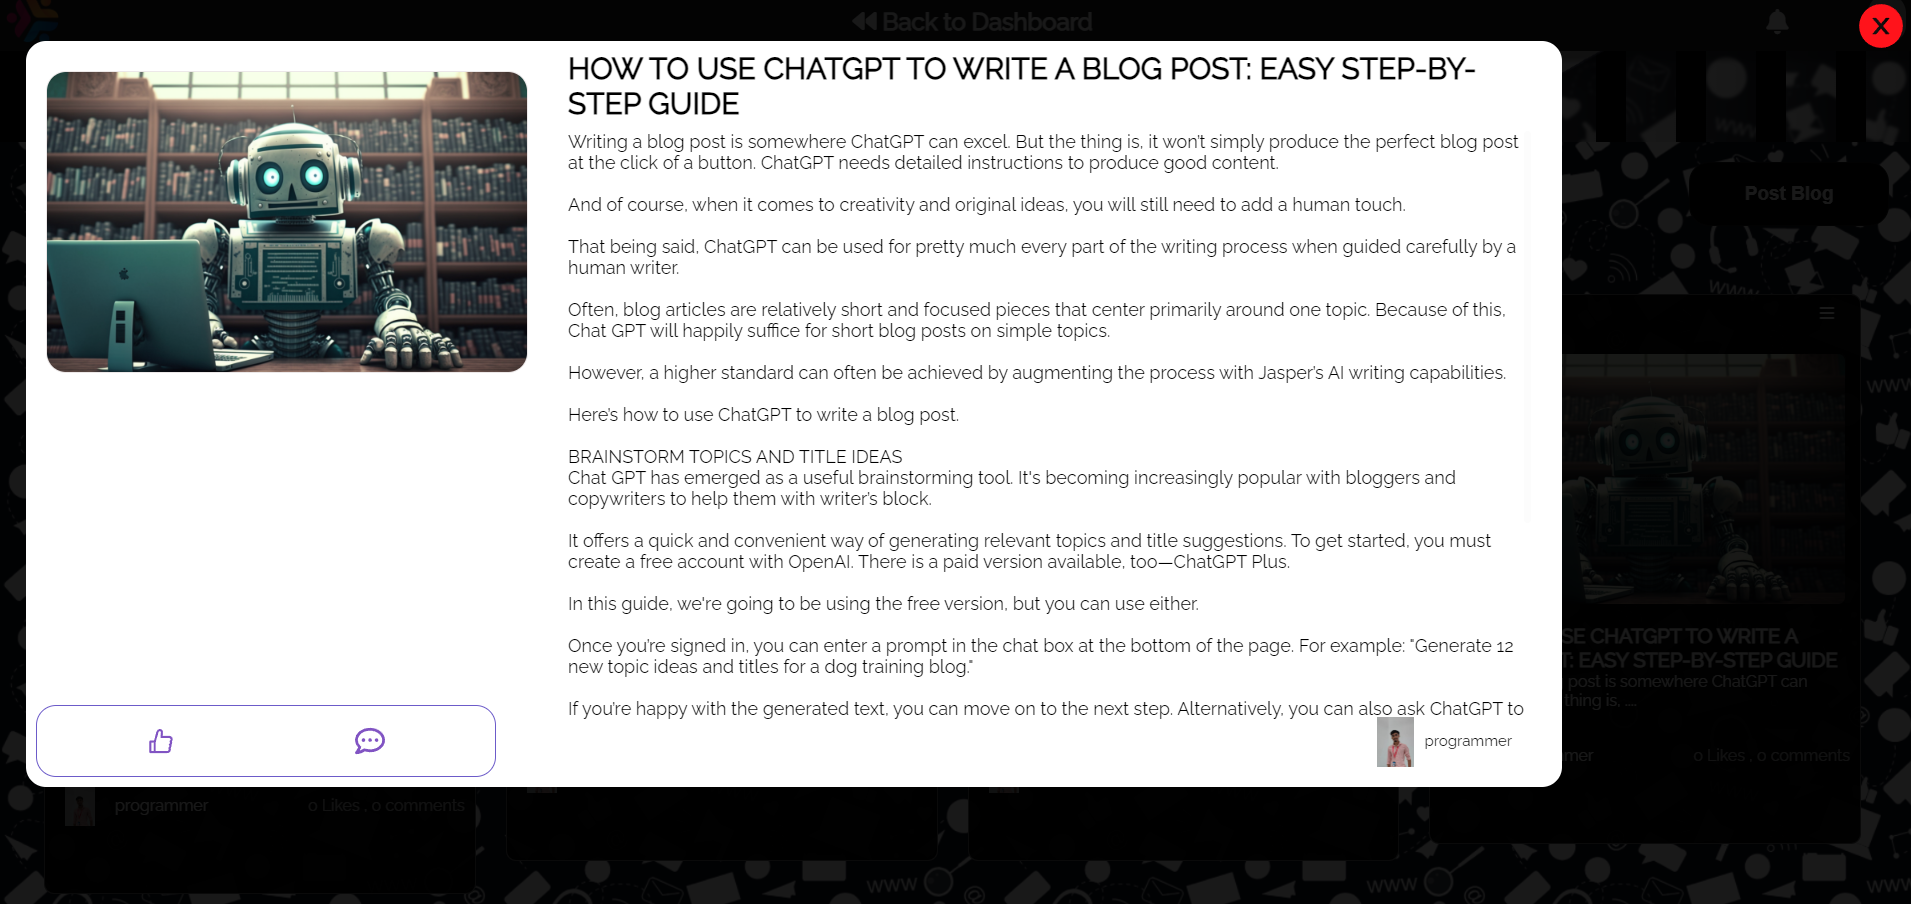 Back to Dashboard
X
HOW TO USE CHATGPT TO WRITE A BLOG POST: EASY STEP-BY-
STEP GUIDE
Writing a blog post is somewhere ChatGPT can excel. But the thing is, it won’t simply produce the perfect blog post
at the click of a button. ChatGPT needs detailed instructions to produce good content.
And of course, when it comes to creativity and original ideas, you will still need to add a human touch.
That being said, ChatGPT can be used for pretty much every part of the writing process when guided carefully by a
human writer.
Often, blog articles are relatively short and focused pieces that center primarily around one topic. Because of this,
Chat GPT will happily suffice for short blog posts on simple topics.
However, a higher standard can often be achieved by augmenting the process with Jasper’s AI writing capabilities.
Here’s how to use ChatGPT to write a blog post.
BRAINSTORM TOPICS AND TITLE IDEAS
Chat GPT has emerged as a useful brainstorming tool. It's becoming increasingly popular with bloggers and
copywriters to help them with writer’s block.
It offers a quick and convenient way of generating relevant topics and title suggestions. To get started, you must
create a free account with OpenAI. There is a paid version available, too—ChatGPT Plus.
In this guide, we're going to be using the free version, but you can use either.
Once you’re signed in, you can enter a prompt in the chat box at the bottom of the page. For example: "Generate 12
new topic ideas and titles for a dog training blog."
If you’re happy with the generated text, you can move on to the next step. Alternatively, you can also ask ChatGPT to
programmer
Post Blog
SE CHATGPT TO WRITE A
T: EASY STEP-BY-STEP GUIDE
post is somewhere ChatGPT can
thing is, ....
mer
0 Likes , 0 comments
programmer
0 Likes , 0 comments
www
www
www
www
www